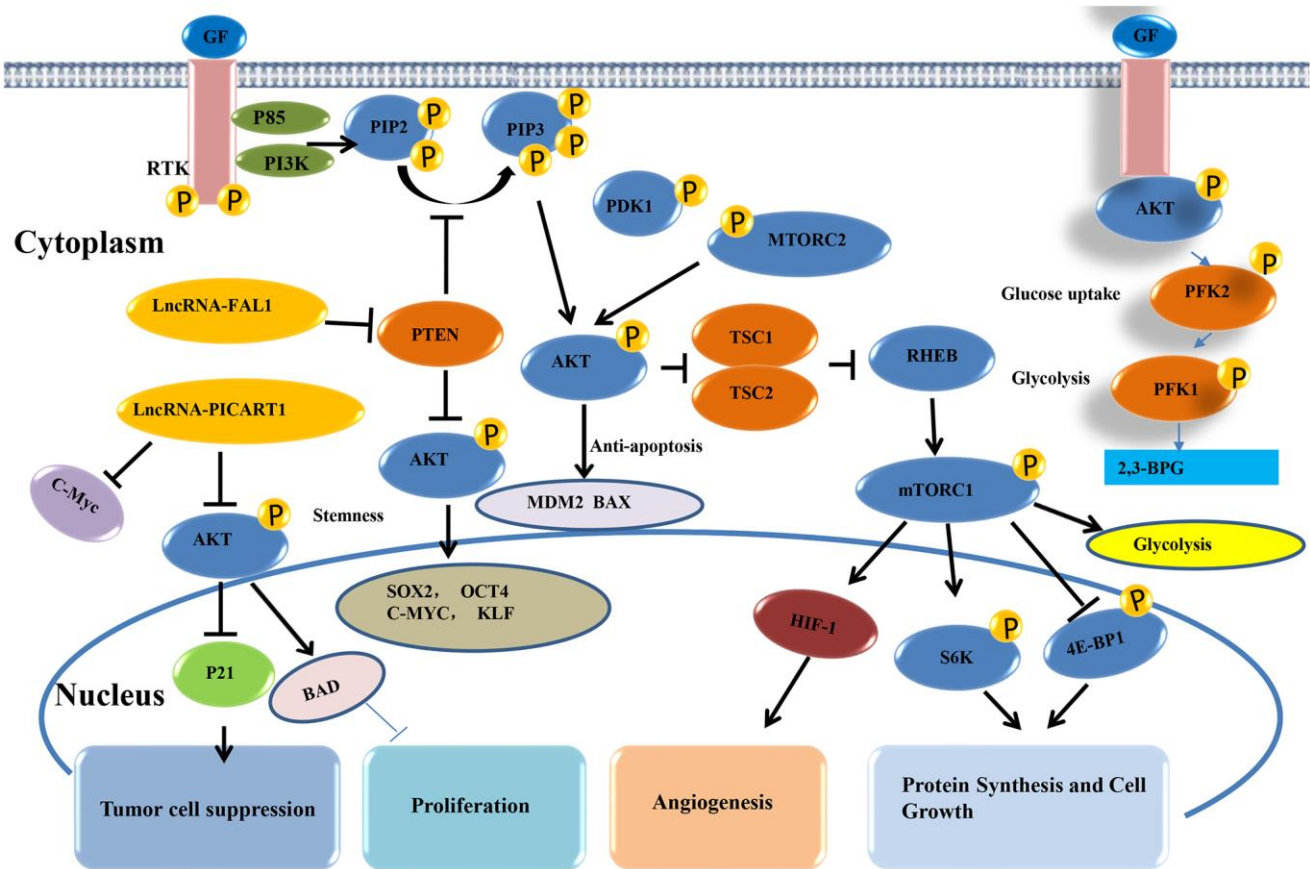 GF
GF
P85
PI3K
RTK
P
P
PIP2
P
P
PIP3
P
P
P
PDK1
P
P
MTORC2
AKT
P
Cytoplasm
LncRNA-FAL1
PTEN
AKT
P
TSC1
TSC2
RHEB
Glucose uptake
PFK2
P
Glycolysis
PFK1
P
2,3-BPG
LncRNA-PICART1
C-Myc
AKT
P
Stemness
AKT
P
Anti-apoptosis
MDM2 BAX
mTORC1
P
Glycolysis
SOX2, OCT4
C-MYC, KLF
HIF-1
S6K
P
4E-BP1
P
P21
BAD
Nucleus
Tumor cell suppression
Proliferation
Angiogenesis
Protein Synthesis and Cell
Growth